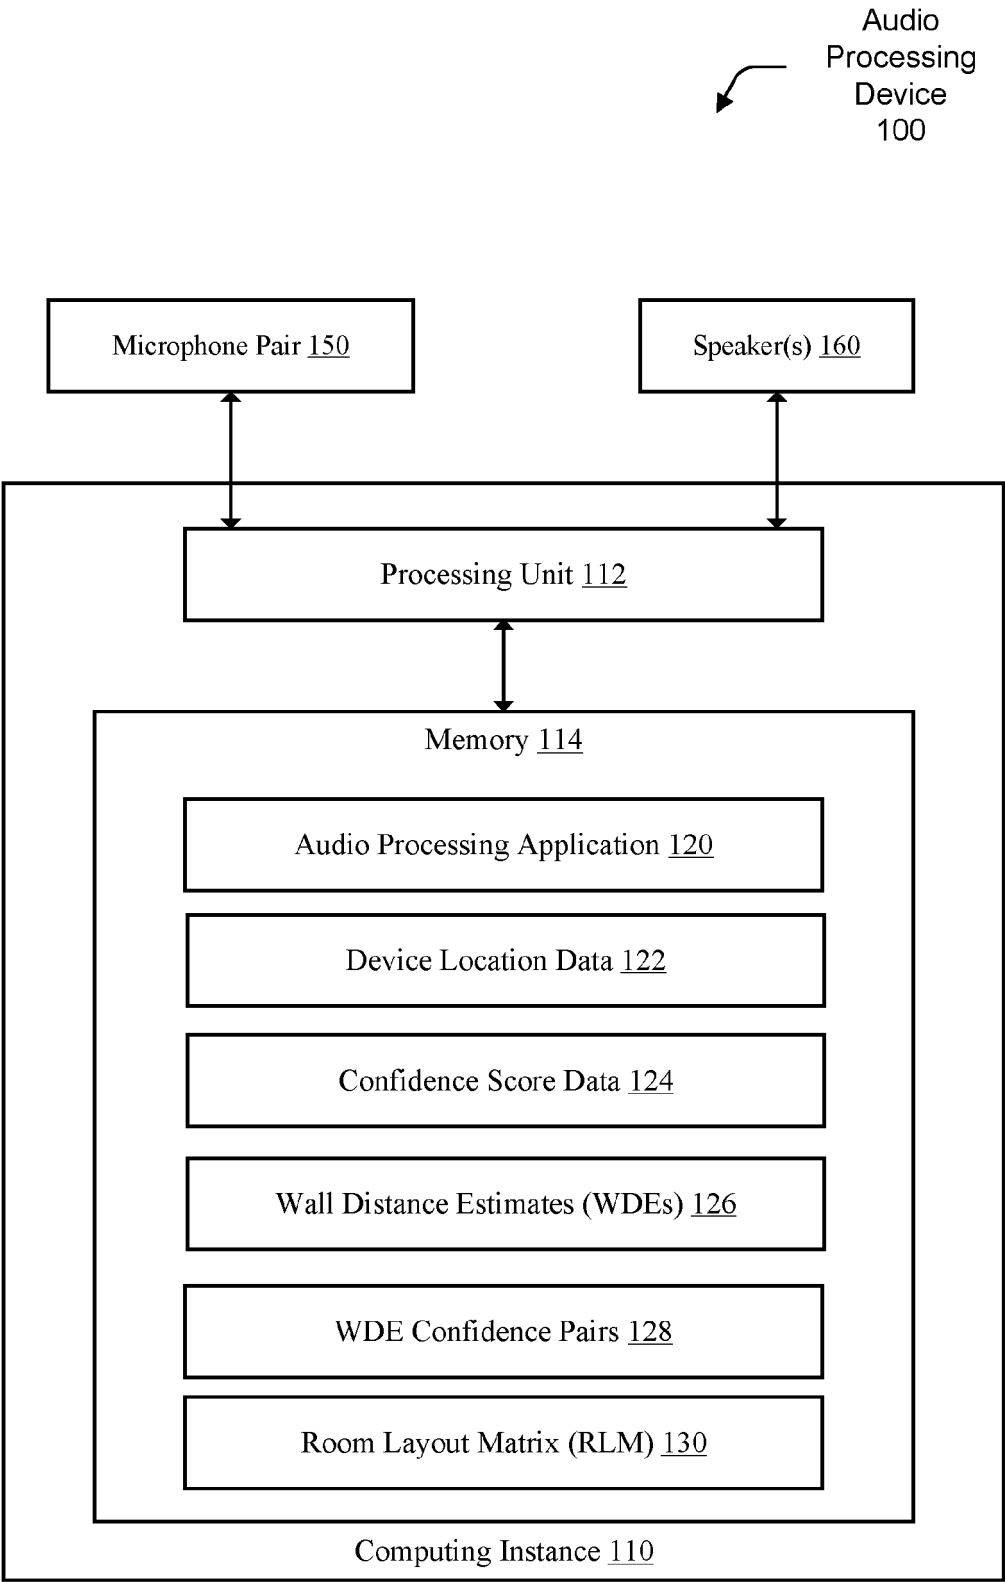 Audio
Processing
Device
100
Microphone Pair 150
Speaker(s) 160
Processing Unit 112
Memory 114
Audio Processing Application 120
Device Location Data 122
Confidence Score Data 124
Wall Distance Estimates (WDEs) 126
WDE Confidence Pairs 128
Room Layout Matrix (RLM) 130
Computing Instance 110